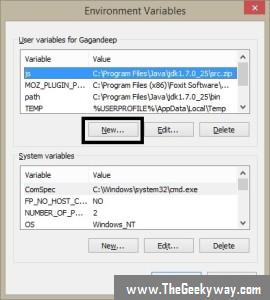 Environment Variables
User variables for Gagandeep
Variable Value
js C:\Program Files\Java\jdk1.7.0_25\src.zip
MOZ_PLUGIN_P... C:\Program Files (x86)\Foxit Software\...
path C:\Program Files\Java\jdk1.7.0_25\bin
TEMP %USERPROFILE%\AppData\Local\Temp
New... Edit... Delete
System variables
Variable Value
ComSpec C:\Windows\system32\cmd.exe
FP_NO_HOST_C... NO
NUMBER_OF_P... 2
OS Windows_NT
New... Edit... Delete
www.TheGeekyway.com